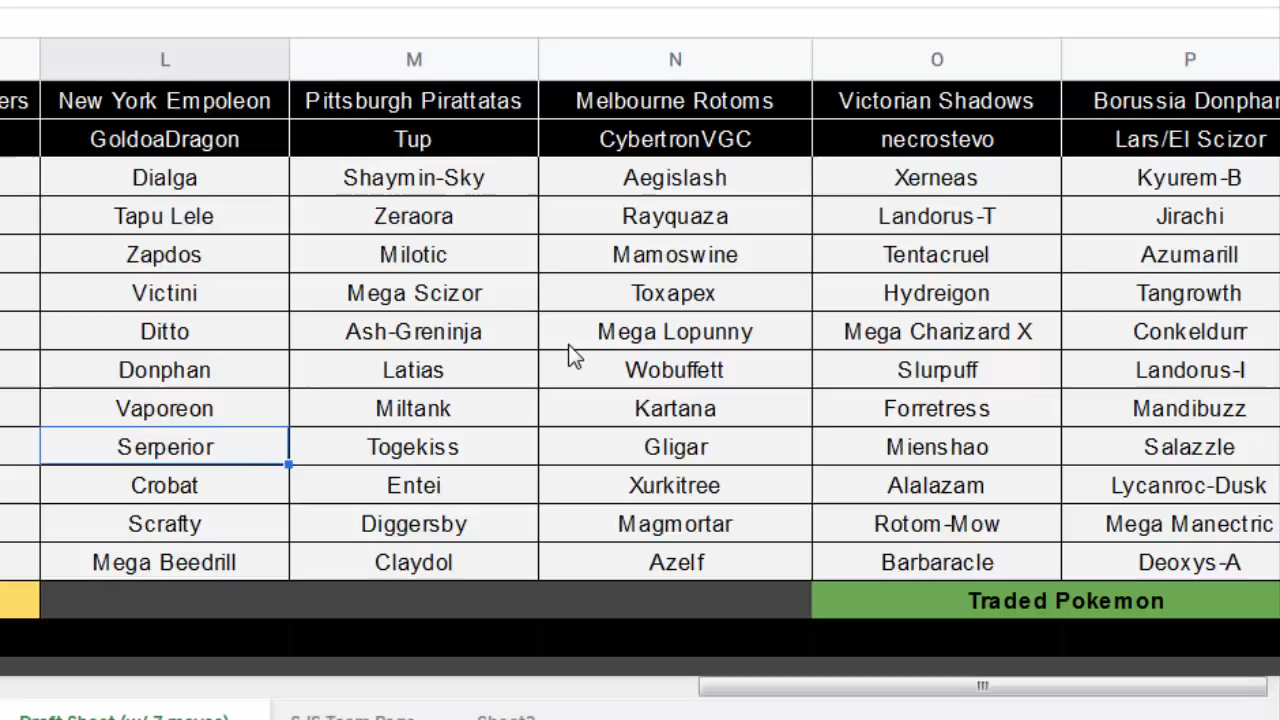 L M N O P
ers New York Empoleon Pittsburgh Pirattatas Melbourne Rotoms Victorian Shadows Borussia Donphan
GoldoaDragon Tup CybertronVGC necrostevo Lars/El Scizor
Dialga Shaymin-Sky Aegislash Xerneas Kyurem-B
Tapu Lele Zeraora Rayquaza Landorus-T Jirachi
Zapdos Milotic Mamoswine Tentacruel Azumarill
Victini Mega Scizor Toxapex Hydreigon Tangrowth
Ditto Ash-Greninja Mega Lopunny Mega Charizard X Conkeldurr
Donphan Latias Wobuffett Slurpuff Landorus-I
Vaporeon Miltank Kartana Forretress Mandibuzz
Serperior Togekiss Gligar Mienshao Salazzle
Crobat Entei Xurkitree Alalazam Lycanroc-Dusk
Scrafty Diggersby Magmortar Rotom-Mow Mega Manectric
Mega Beedrill Claydol Azelf Barbaracle Deoxys-A
Traded Pokemon
Draft Sheet (w/ Team Page